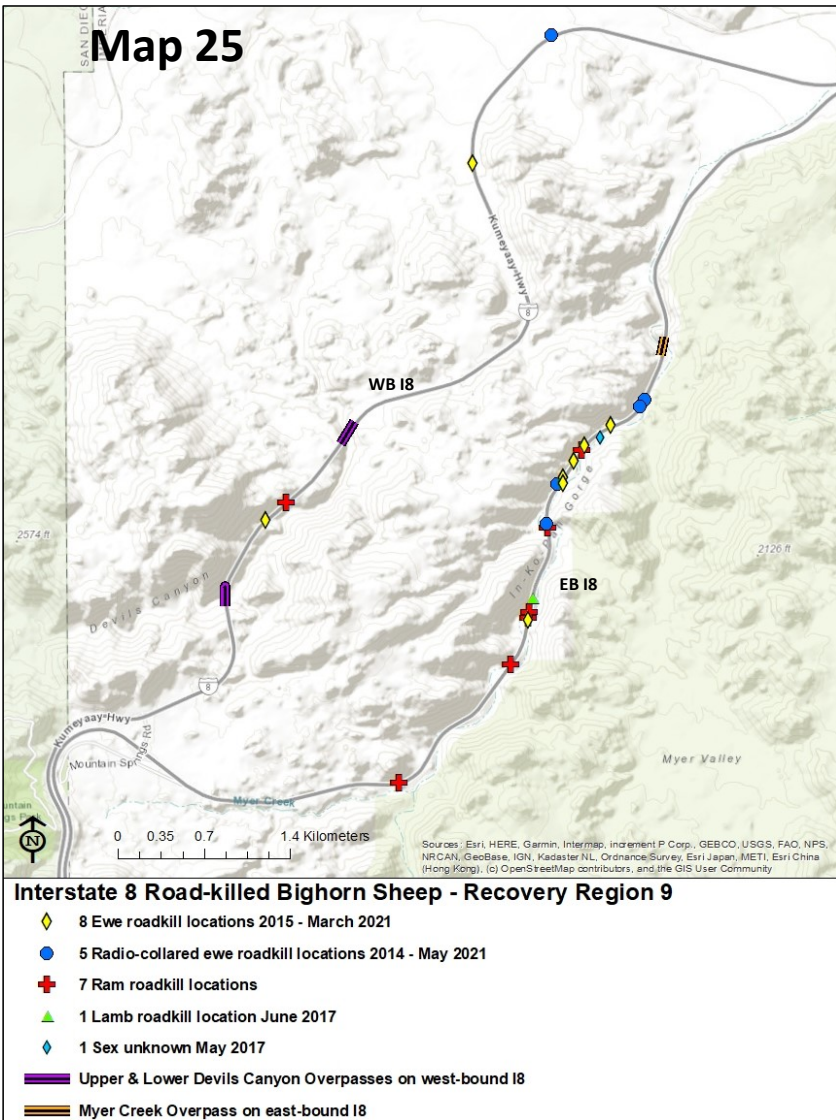 SAN DIEG
Map 25
Kumeyaay-Hwy
8
WB I8
In-Ko-Pah Gorge
2574 ft
2126 ft
Devils Canyon
EB I8
8
Kumeyaay-Hwy
Mountain Sp
ngs Rd
Myer Valley
Myer Creek
untain
gs P
N
0 0.35 0.7 1.4 Kilometers
Sources: Esri, HERE, Garmin, Intermap, increment P Corp., GEBCO, USGS, FAO, NPS,
NRCAN, GeoBase, IGN, Kadaster NL, Ordnance Survey, Esri Japan, METI, Esri China
(Hong Kong), (c) OpenStreetMap contributors, and the GIS User Community
Interstate 8 Road-killed Bighorn Sheep - Recovery Region 9
8 Ewe roadkill locations 2015 - March 2021
5 Radio-collared ewe roadkill locations 2014 - May 2021
7 Ram roadkill locations
1 Lamb roadkill location June 2017
1 Sex unknown May 2017
Upper & Lower Devils Canyon Overpasses on west-bound I8
Myer Creek Overpass on east-bound I8